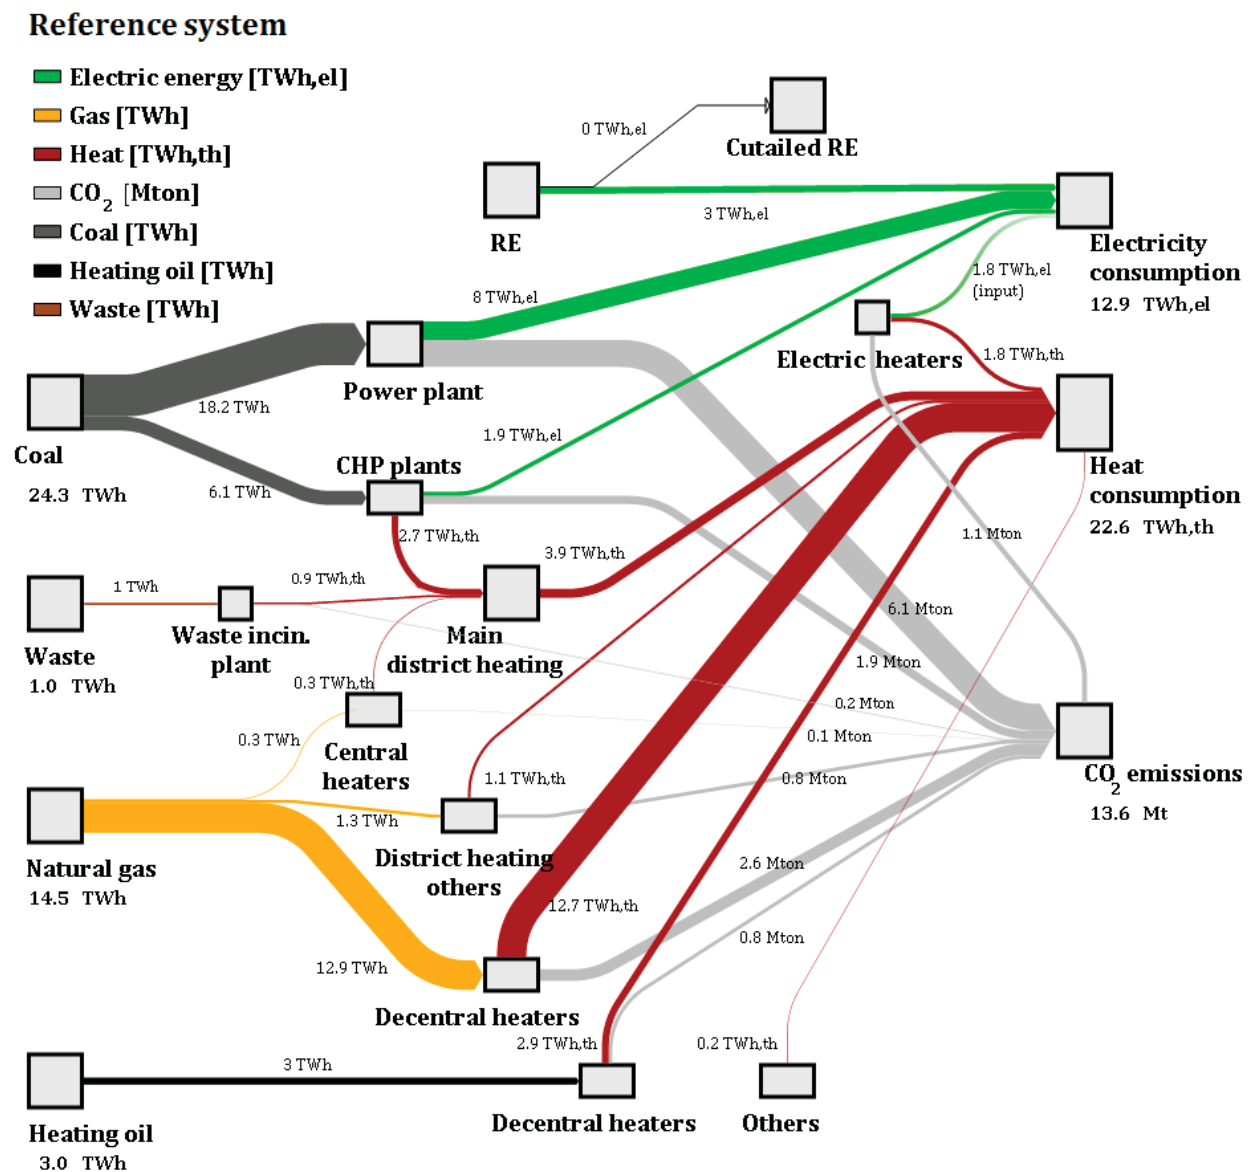 Reference system
Electric energy [TWh,el]
Gas [TWh]
Heat [TWh,th]
CO2 [Mton]
Coal [TWh]
Heating oil [TWh]
Waste [TWh]
0 TWh,el
Cutailed RE
RE
3 TWh,el
Electricity
consumption
12.9 TWh,el
8 TWh,el
1.8 TWh,el
(input)
Electric heaters
1.8 TWh,th
Power plant
18.2 TWh
Coal
24.3 TWh
1.9 TWh,el
CHP plants
6.1 TWh
Heat
consumption
22.6 TWh,th
2.7 TWh,th
3.9 TWh,th
1.1 Mton
1 TWh
0.9 TWh,th
6.1 Mton
Waste incin.
plant
Main
district heating
Waste
1.0 TWh
1.9 Mton
0.3 TWh,th
0.2 Mton
0.3 TWh
Central
heaters
0.1 Mton
CO2 emissions
13.6 Mt
1.1 TWh,th
0.8 Mton
1.3 TWh
District heating
others
Natural gas
14.5 TWh
2.6 Mton
12.7 TWh,th
0.8 Mton
12.9 TWh
Decentral heaters
2.9 TWh,th
0.2 TWh,th
3 TWh
Decentral heaters
Others
Heating oil
3.0 TWh